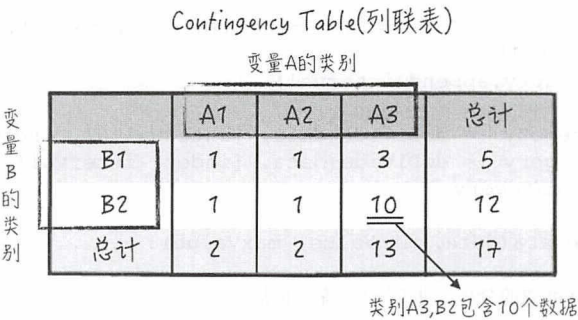 Contingency Table(列联表)
变量A的类别
变量B的类别
A1 A2 A3 总计
B1 1 1 3 5
B2 1 1 10 12
总计 2 2 13 17
类别A3,B2包含10个数据